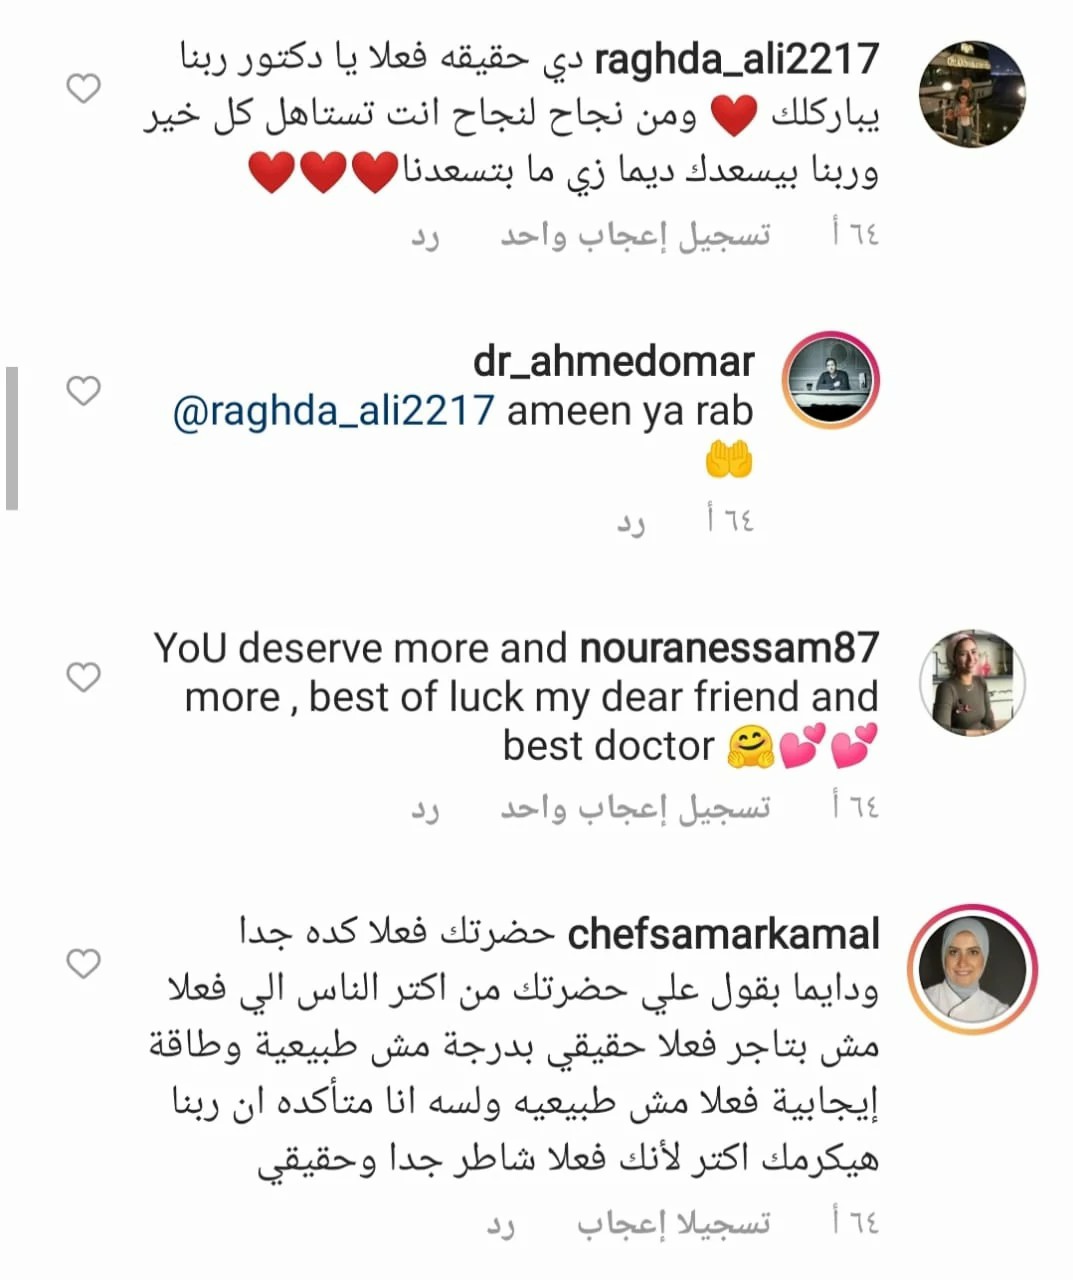 raghda_ali2217 دي حقيقه فعلا يا دكتور ربنا
يباركلك ❤️ ومن نجاح لنجاح انت تستاهل كل خير
وربنا بيسعدك ديما زي ما بتسعدنا❤️❤️❤️
٦٤ أ تسجيل إعجاب واحد رد
dr_ahmedomar
@raghda_ali2217 ameen ya rab
🤲
٦٤ أ رد
nouranessam87 YoU deserve more and
more , best of luck my dear friend and
best doctor 🤗💕💕
٦٤ أ تسجيل إعجاب واحد رد
chefsamarkamal حضرتك فعلا كده جدا
ودايما بقول علي حضرتك من اكتر الناس الي فعلا
مش بتاجر فعلا حقيقي بدرجة مش طبيعية وطاقة
إيجابية فعلا مش طبيعيه ولسه انا متأكده ان ربنا
هيكرمك اكتر لأنك فعلا شاطر جدا وحقيقي
٦٤ أ تسجيلا إعجاب رد